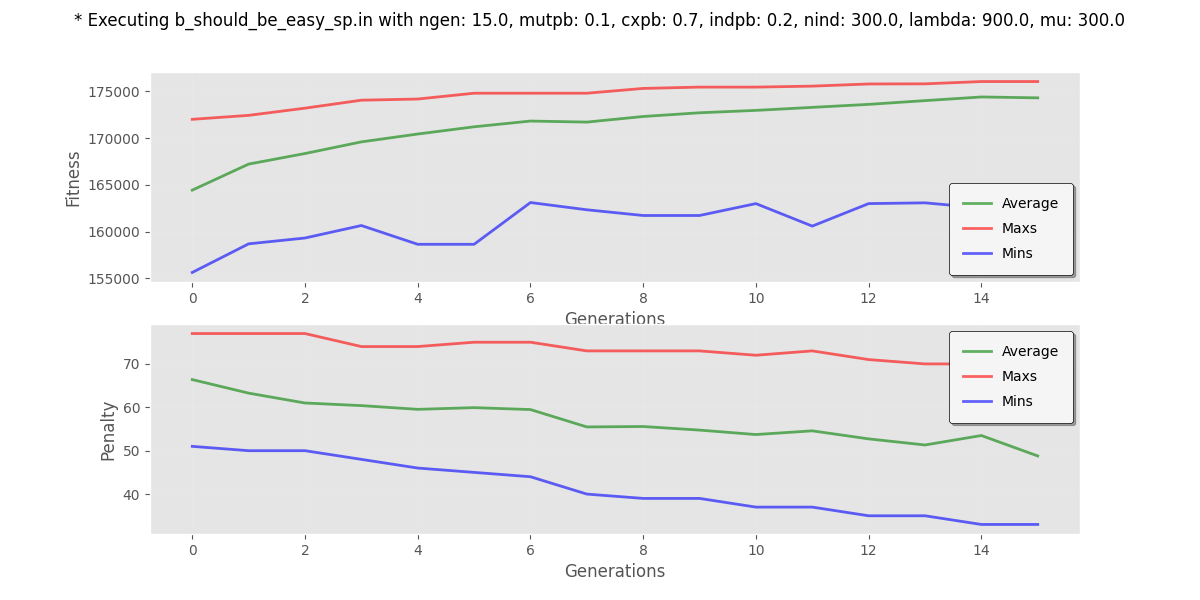 * Executing b_should_be_easy_sp.in with ngen: 15.0, mutpb: 0.1, cxpb: 0.7, indpb: 0.2, nind: 300.0, lambda: 900.0, mu: 300.0
175000
170000
165000
160000
155000
Fitness
Average
Maxs
Mins
0 2 4 6 8 10 12 14
Generations
70
60
50
40
Penalty
Average
Maxs
Mins
0 2 4 6 8 10 12 14
Generations